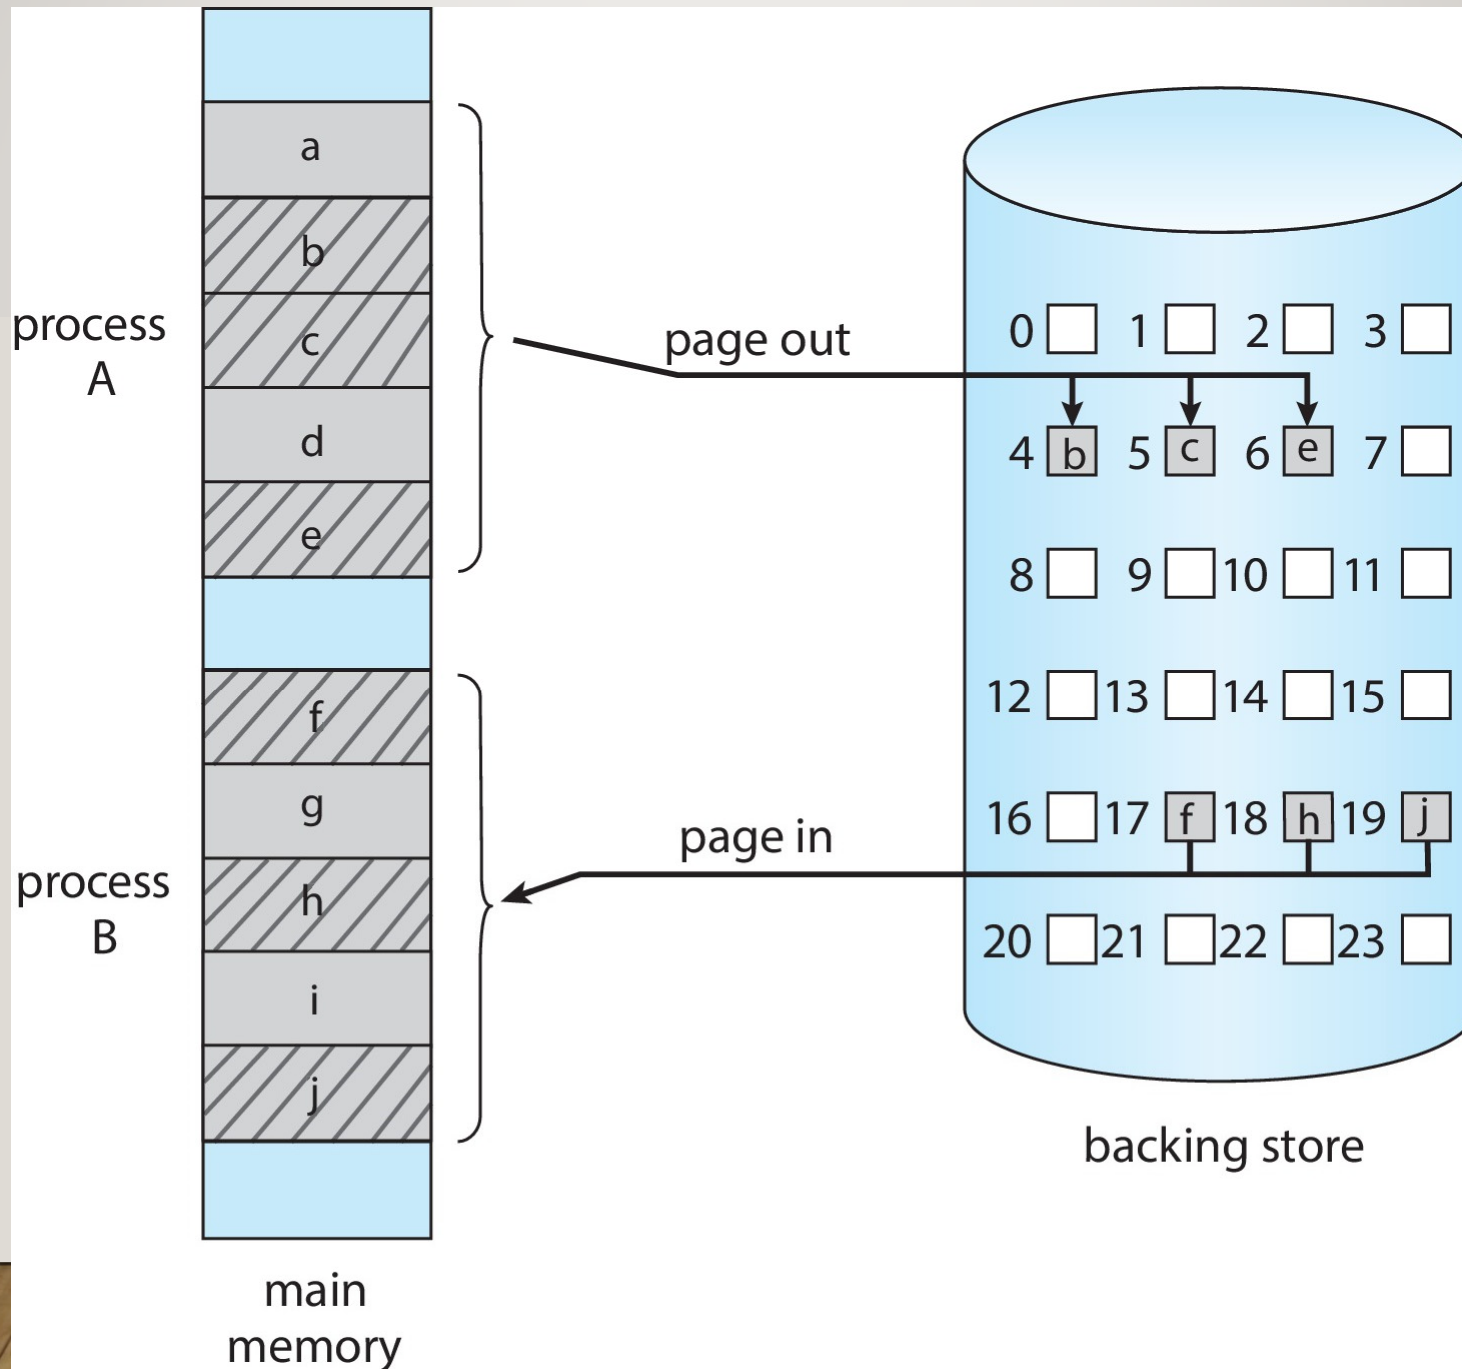 a
b
process
A
c
d
e
page out
0 1 2 3
4 b 5 c 6 e 7
8 9 10 11
12 13 14 15
f
g
process
B
h
i
j
page in
16 17 f 18 h 19 j
20 21 22 23
backing store
main
memory